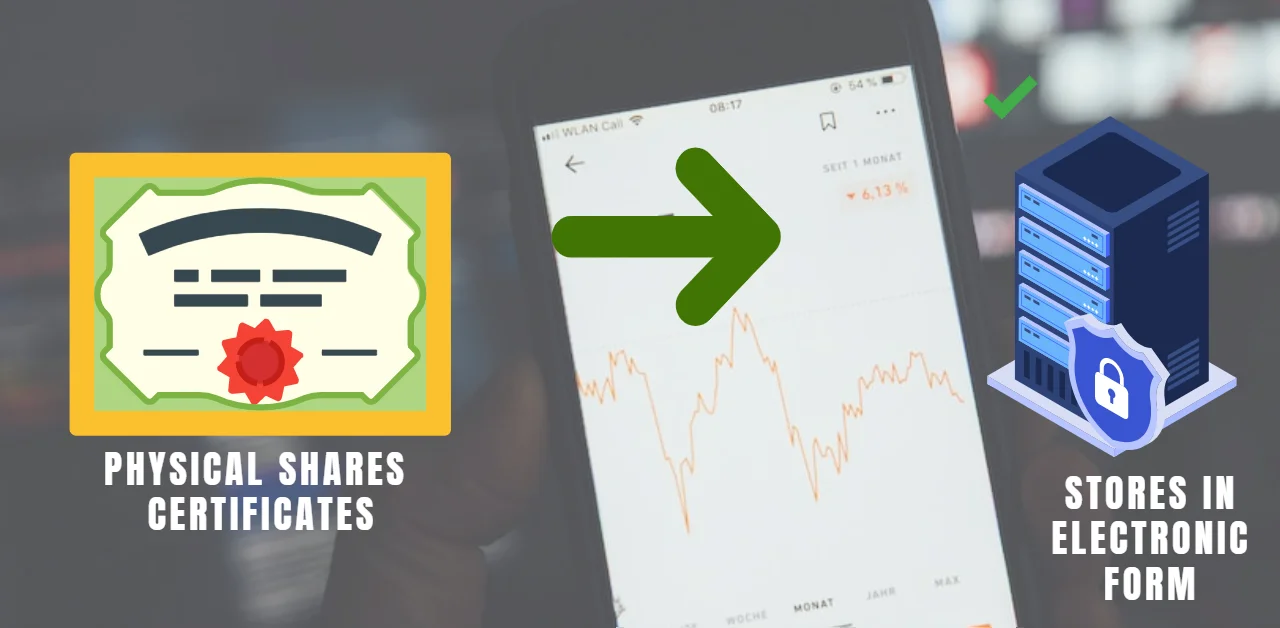 WLAN Call
08:17
54 %
SEIT 1 MONAT
6.13 %
PHYSICAL SHARES
CERTIFICATES
STORES IN
ELECTRONIC
FORM
WOCHE
MONAT
JAHR
MAX